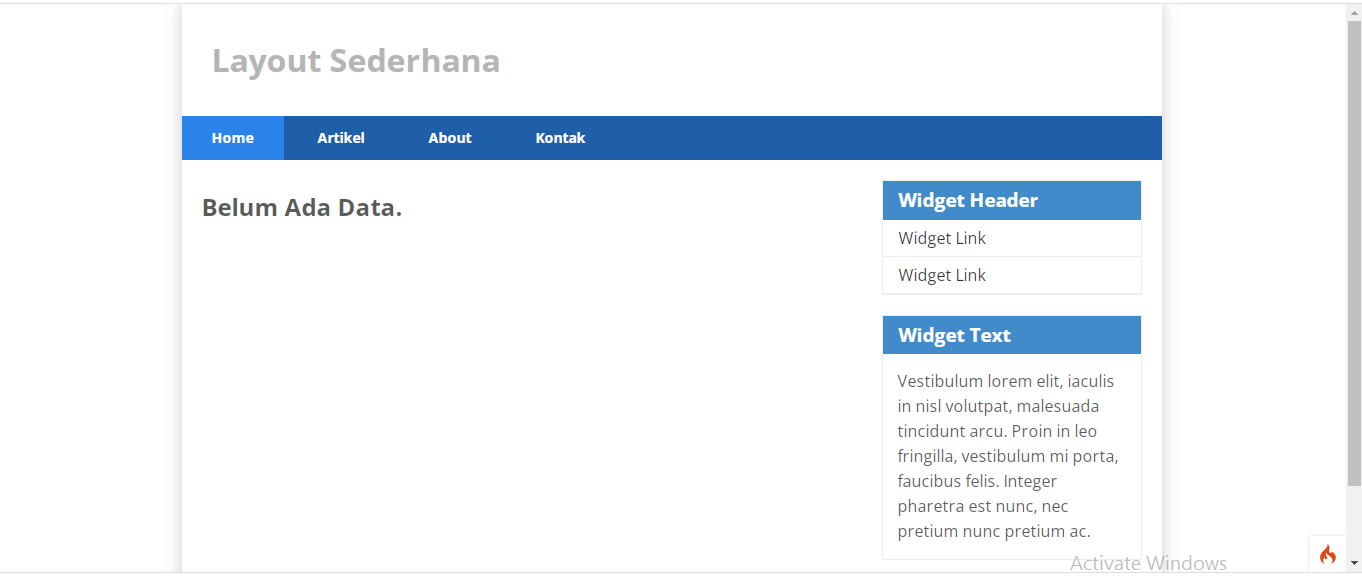 Layout Sederhana
Home Artikel About Kontak
Belum Ada Data.
Widget Header
Widget Link
Widget Link
Widget Text
Vestibulum lorem elit, iaculis
in nisl volutpat, malesuada
tincidunt arcu. Proin in leo
fringilla, vestibulum mi porta,
faucibus felis. Integer
pharetra est nunc, nec
pretium nunc pretium ac.
Activate Windows